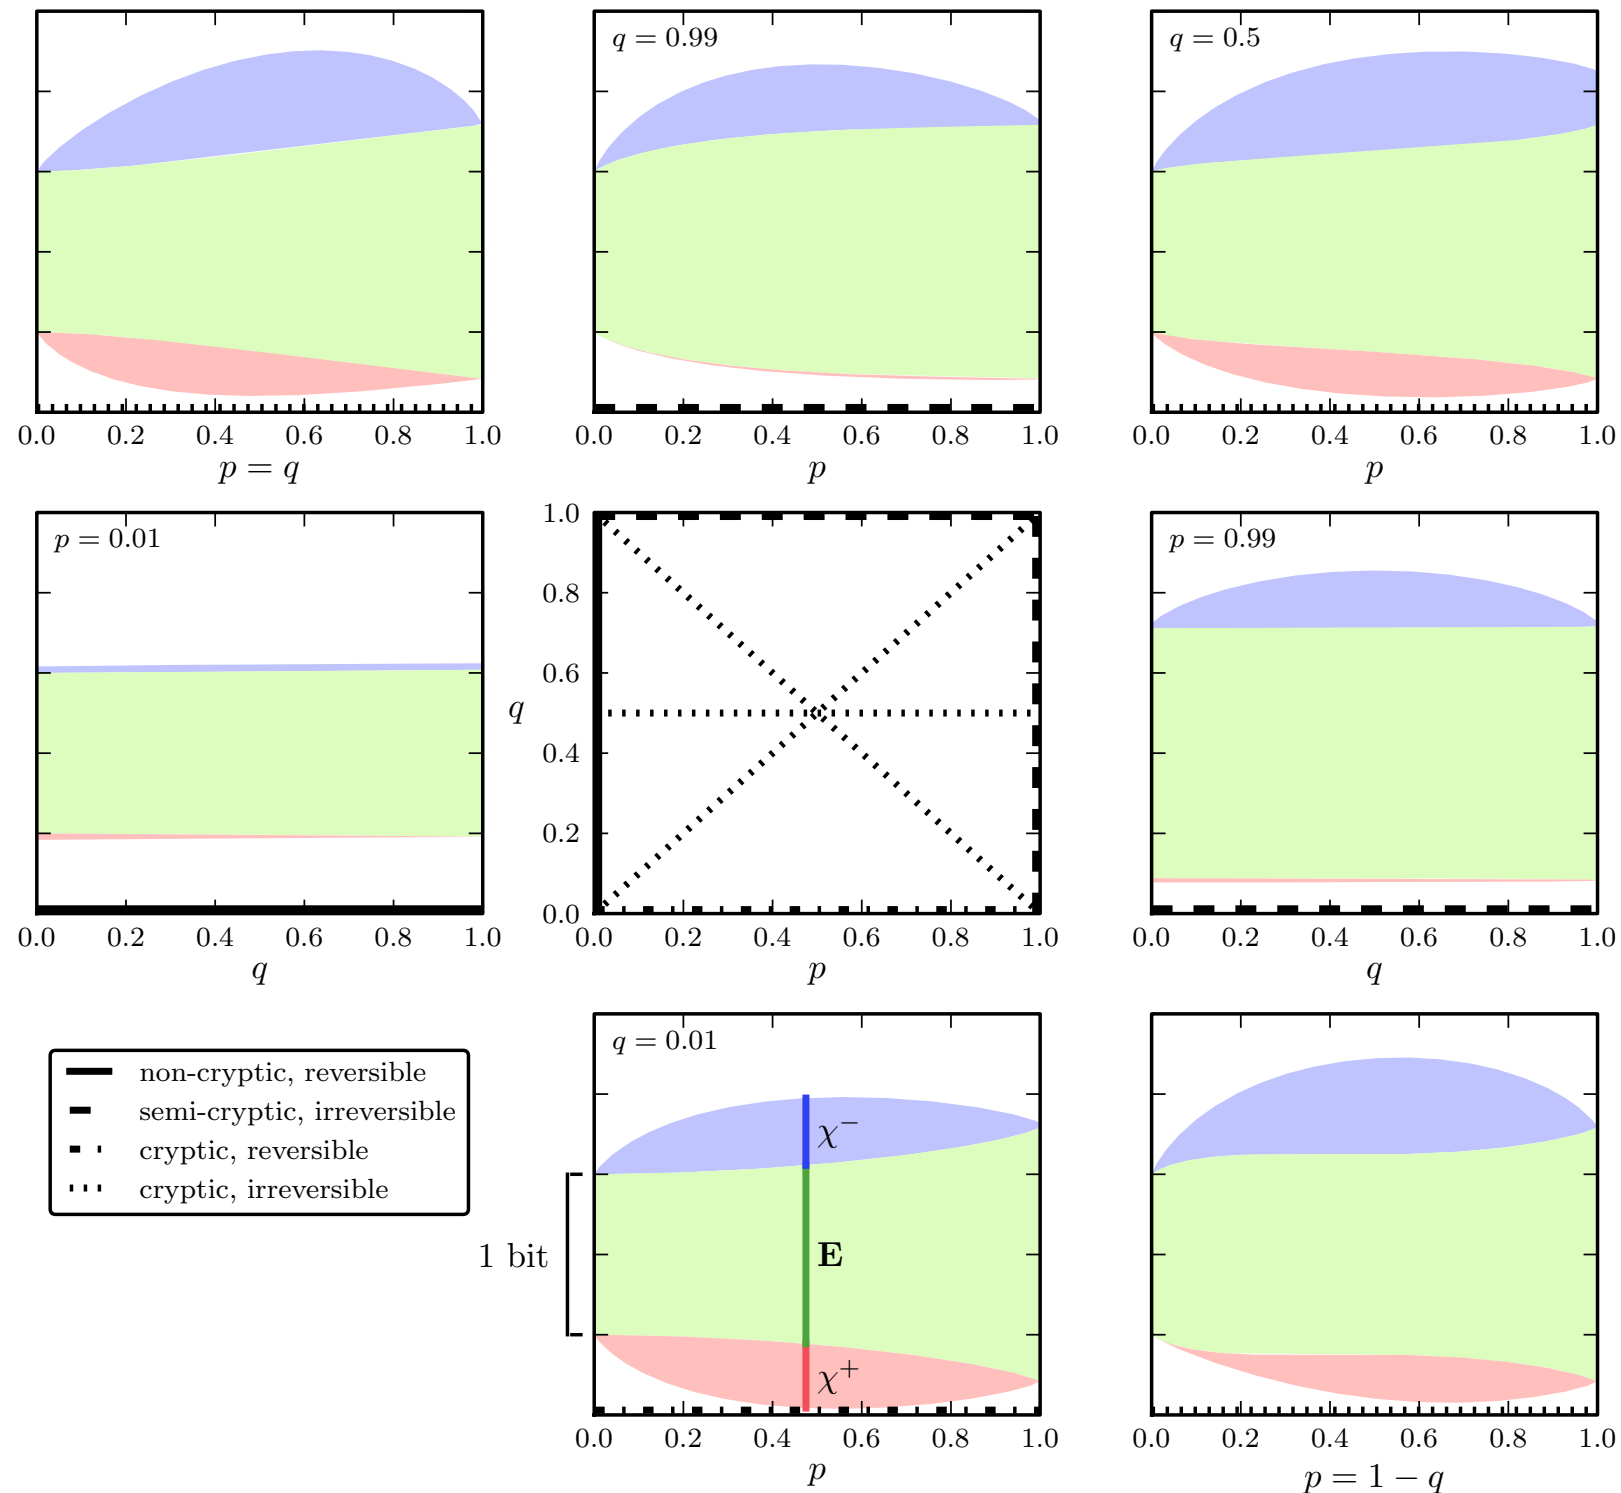 q = 0.99
q = 0.5
0.0 0.2 0.4 0.6 0.8 1.0
p = q
0.0 0.2 0.4 0.6 0.8 1.0
p
0.0 0.2 0.4 0.6 0.8 1.0
p
p = 0.01
0.0 0.2 0.4 0.6 0.8 1.0
q
1.0
0.8
0.6
q
0.4
0.2
0.0
0.0 0.2 0.4 0.6 0.8 1.0
p
p = 0.99
0.0 0.2 0.4 0.6 0.8 1.0
q
non-cryptic, reversible
semi-cryptic, irreversible
cryptic, reversible
cryptic, irreversible
1 bit
q = 0.01
χ⁻
E
χ⁺
0.0 0.2 0.4 0.6 0.8 1.0
p
0.0 0.2 0.4 0.6 0.8 1.0
p = 1 − q